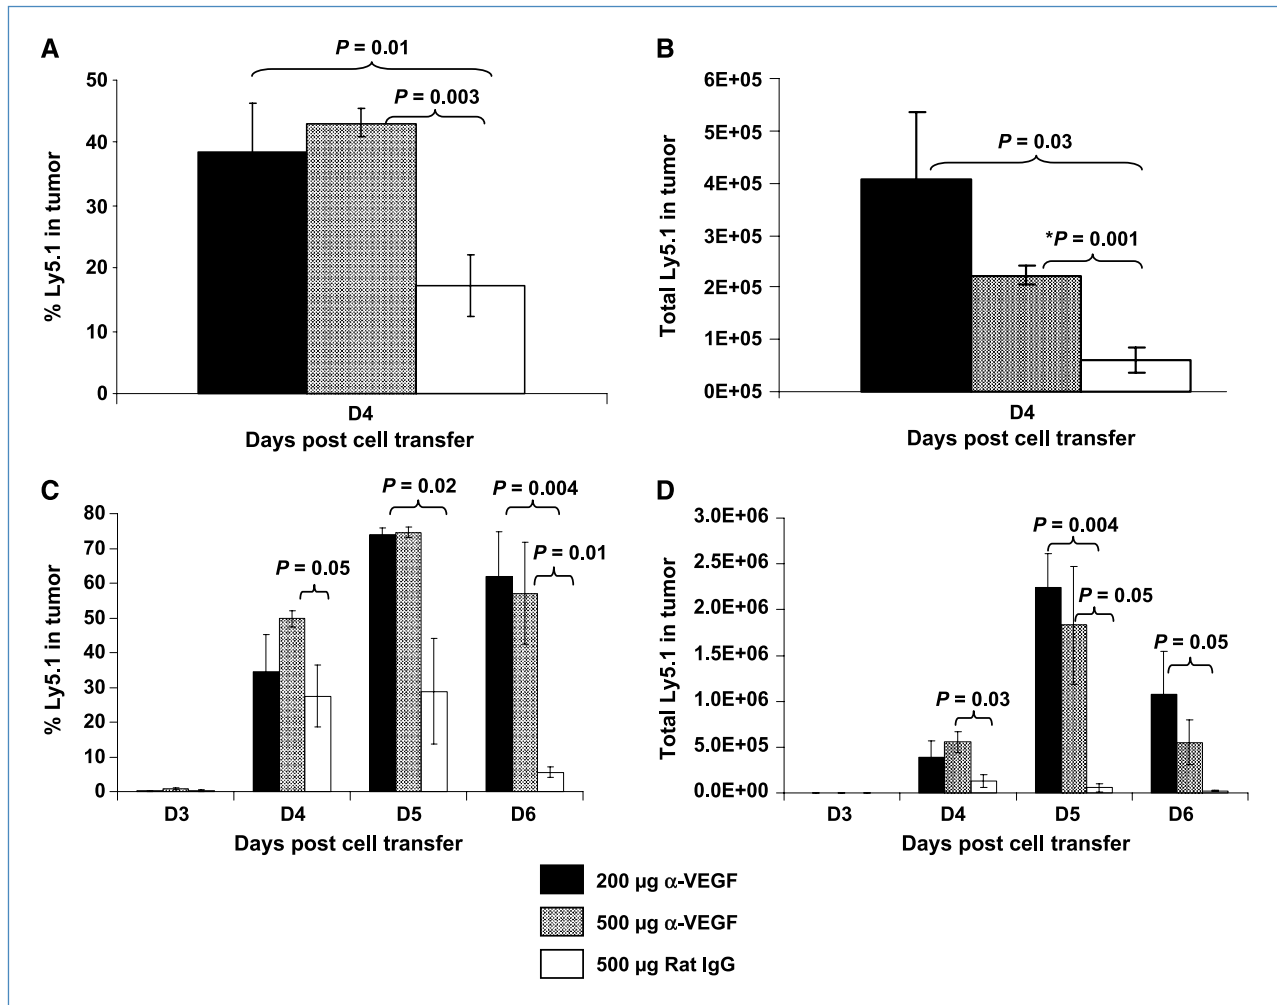 A
P = 0.01
P = 0.003
50
40
30
20
10
0
% Ly5.1 in tumor
D4
Days post cell transfer
B
6E+05
5E+05
4E+05
3E+05
2E+05
1E+05
0E+05
Total Ly5.1 in tumor
P = 0.03
*P = 0.001
D4
Days post cell transfer
C
80
70
60
50
40
30
20
10
0
% Ly5.1 in tumor
P = 0.05
P = 0.02
P = 0.004
P = 0.01
D3 D4 D5 D6
Days post cell transfer
D
3.0E+06
2.5E+06
2.0E+06
1.5E+06
1.0E+06
5.0E+05
0.0E+00
Total Ly5.1 in tumor
P = 0.03
P = 0.004
P = 0.05
P = 0.05
D3 D4 D5 D6
Days post cell transfer
200 µg α-VEGF
500 µg α-VEGF
500 µg Rat IgG